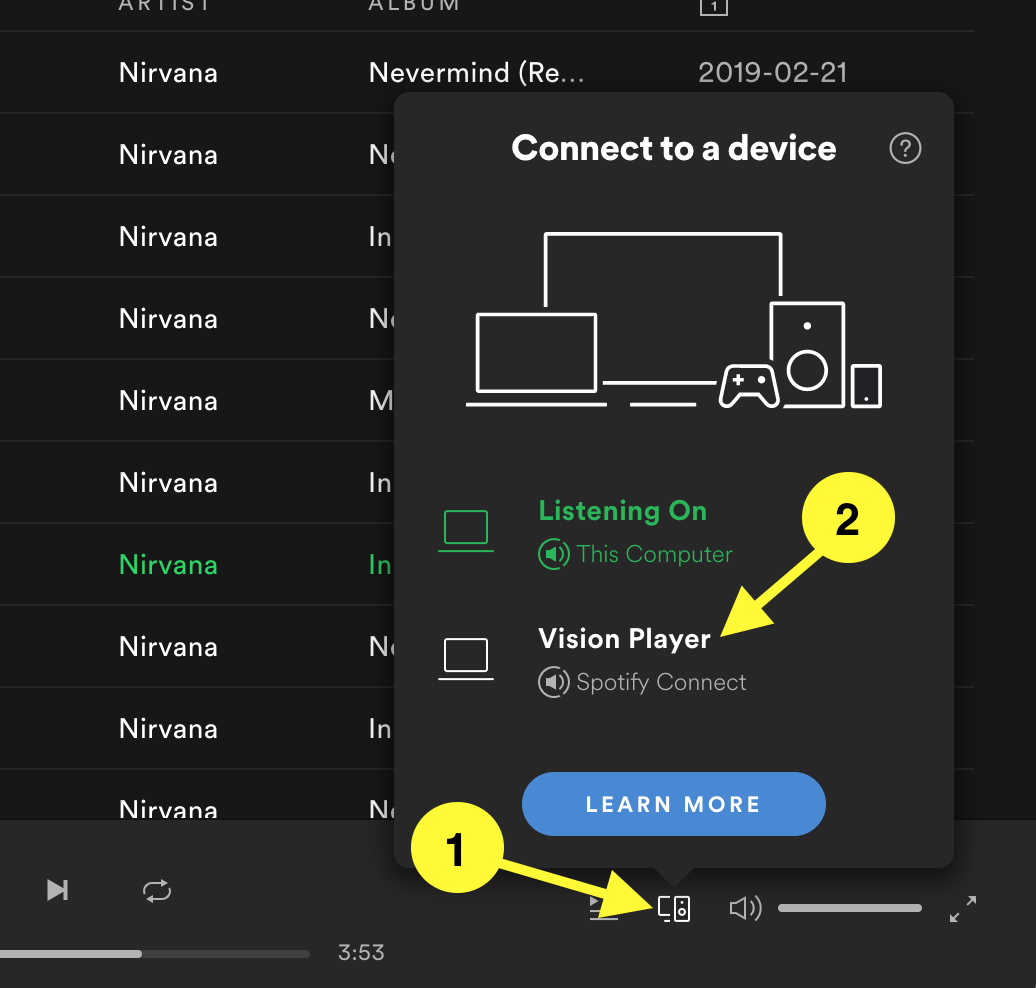 ARTIST ALBUM 1
Nirvana Nevermind (Re... 2019-02-21
Connect to a device ?
Nirvana Ne
Nirvana In
Nirvana Ne
Nirvana M
Nirvana In
Listening On
2
This Computer
Nirvana In
Vision Player
Nirvana Ne
Spotify Connect
Nirvana In
LEARN MORE
Nirvana Ne
1
3:53